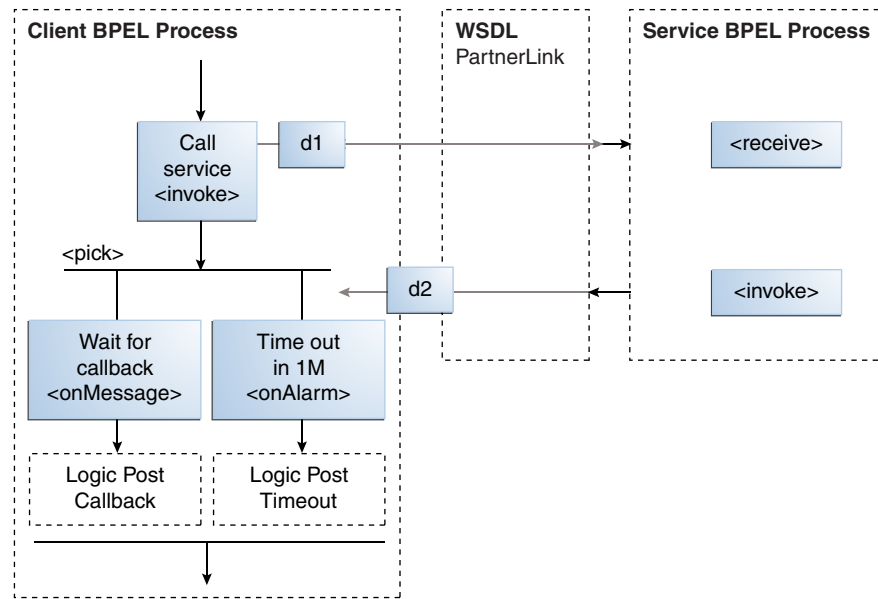 Client BPEL Process
WSDL
PartnerLink
Service BPEL Process
Call
service
<invoke>
d1
<receive>
<pick>
d2
<invoke>
Wait for
callback
<onMessage>
Time out
in 1M
<onAlarm>
Logic Post
Callback
Logic Post
Timeout